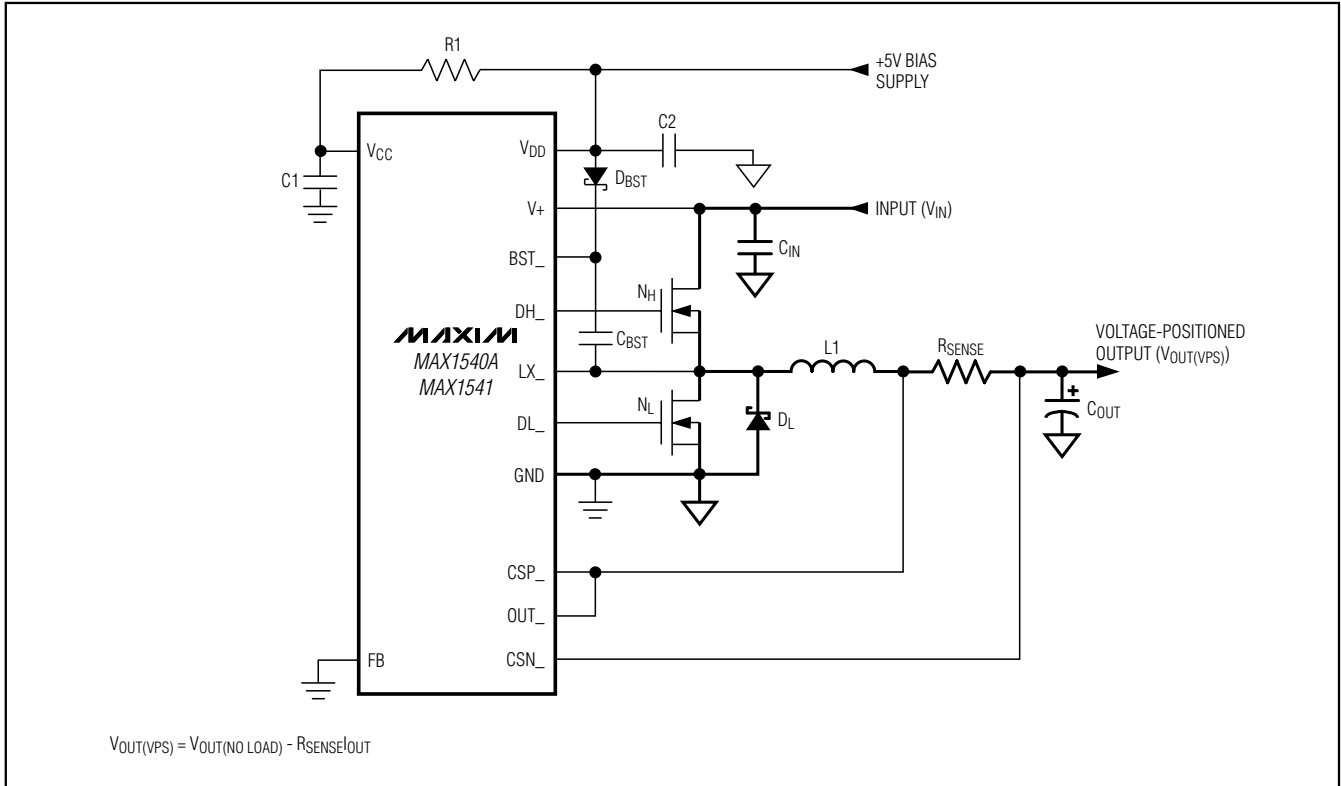 R1
+5V BIAS
SUPPLY
C2
VCC
VDD
C1
DBST
V+
INPUT (VIN)
CIN
BST_
NH
DH_
CBST
MAXIM
MAX1540A
MAX1541
VOLTAGE-POSITIONED
OUTPUT (VOUT(VPS))
L1
RSENSE
LX_
NL
DL
COUT
DL_
GND
CSP_
OUT_
FB
CSN_
VOUT(VPS) = VOUT(NO LOAD) - RSENSEIOUT